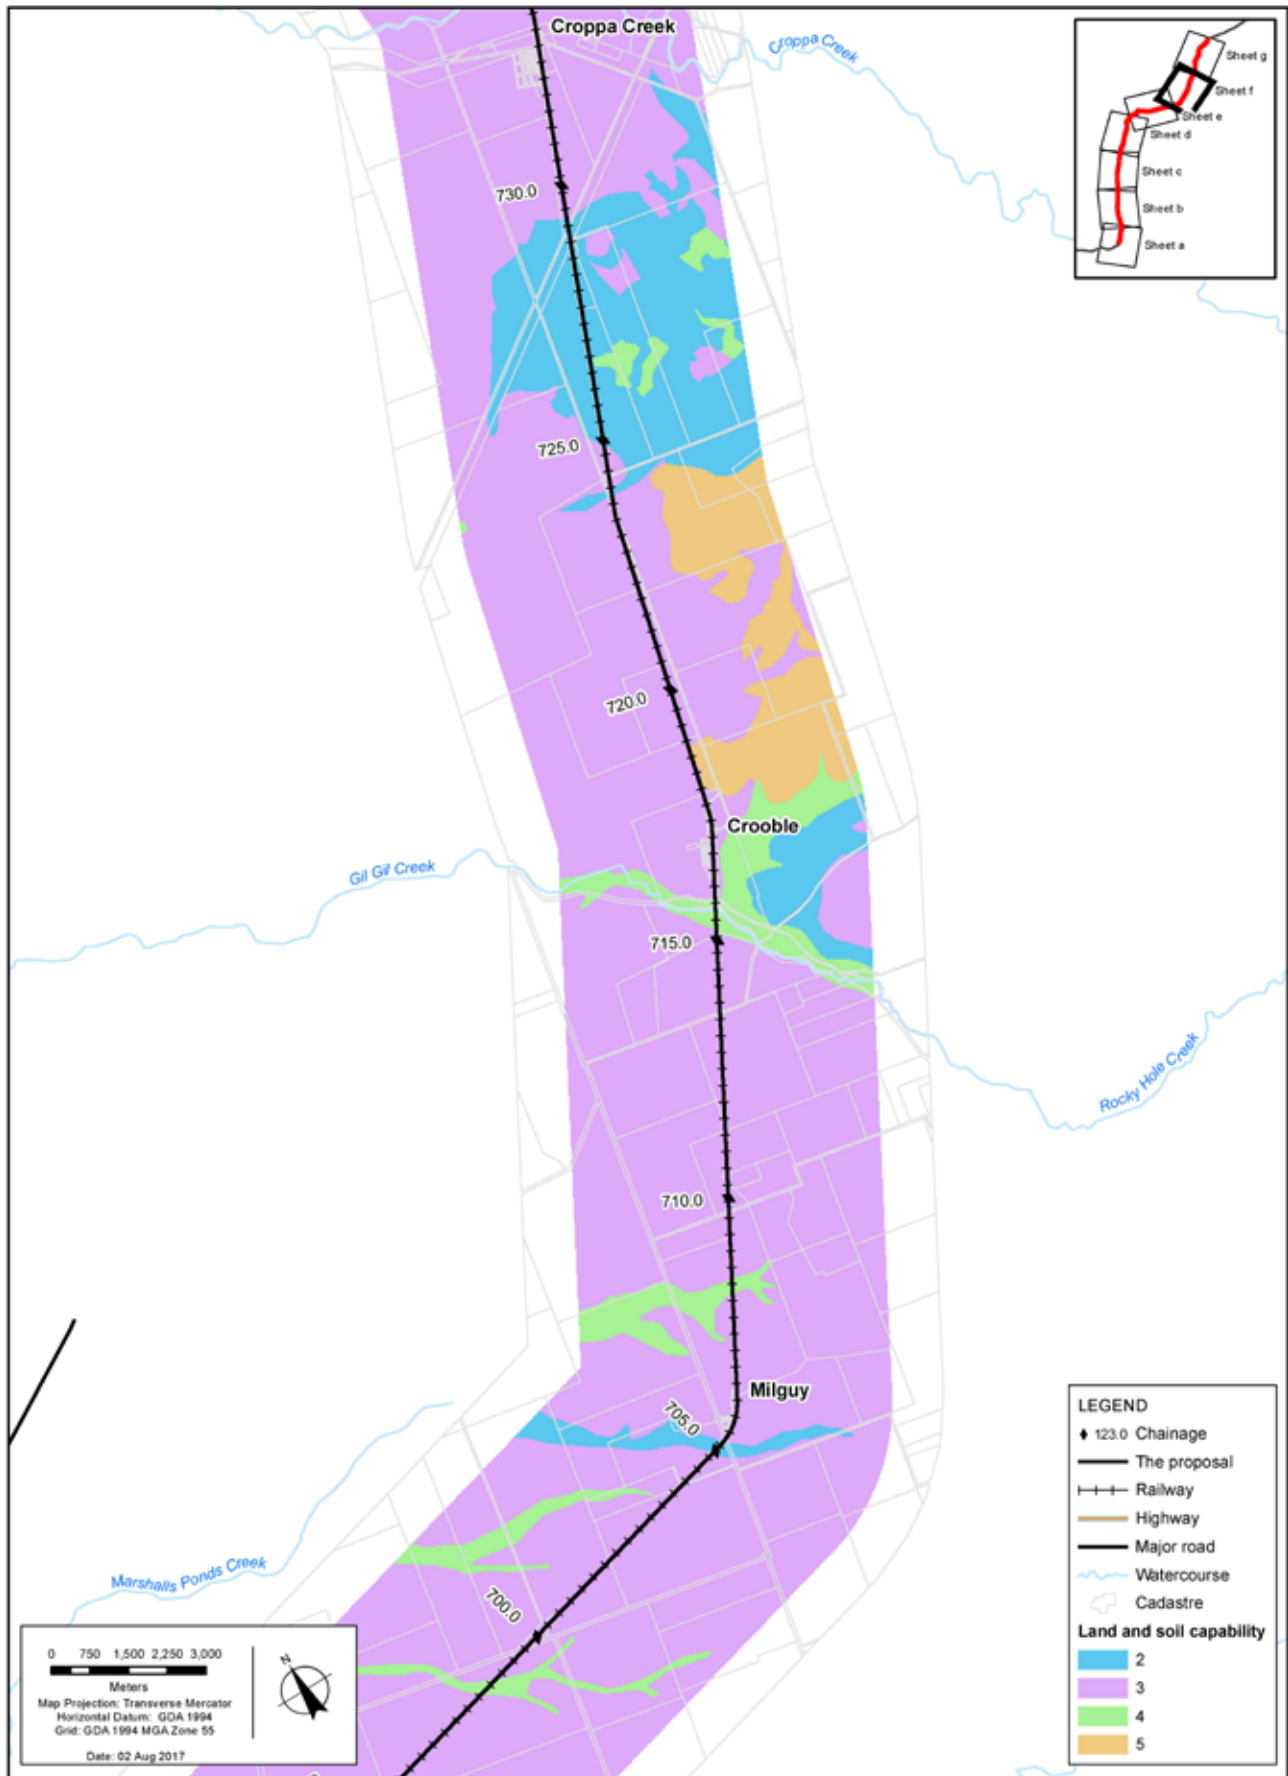 Croppa Creek
Croppa Creek
Sheet g
Sheet f
Sheet e
Sheet d
Sheet c
Sheet b
Sheet a
730.0
725.0
720.0
Crooble
Gil Gil Creek
715.0
Rocky Hole Creek
710.0
Milguy
705.0
Marshalls Ponds Creek
700.0
LEGEND
123.0 Chainage
The proposal
Railway
Highway
Major road
Watercourse
Cadastre
Land and soil capability
2
3
4
5
0 750 1,500 2,250 3,000
Meters
Map Projection: Transverse Mercator
Horizontal Datum: GDA 1994
Grid: GDA 1994 MGA Zone 55
Date: 02 Aug 2017
N